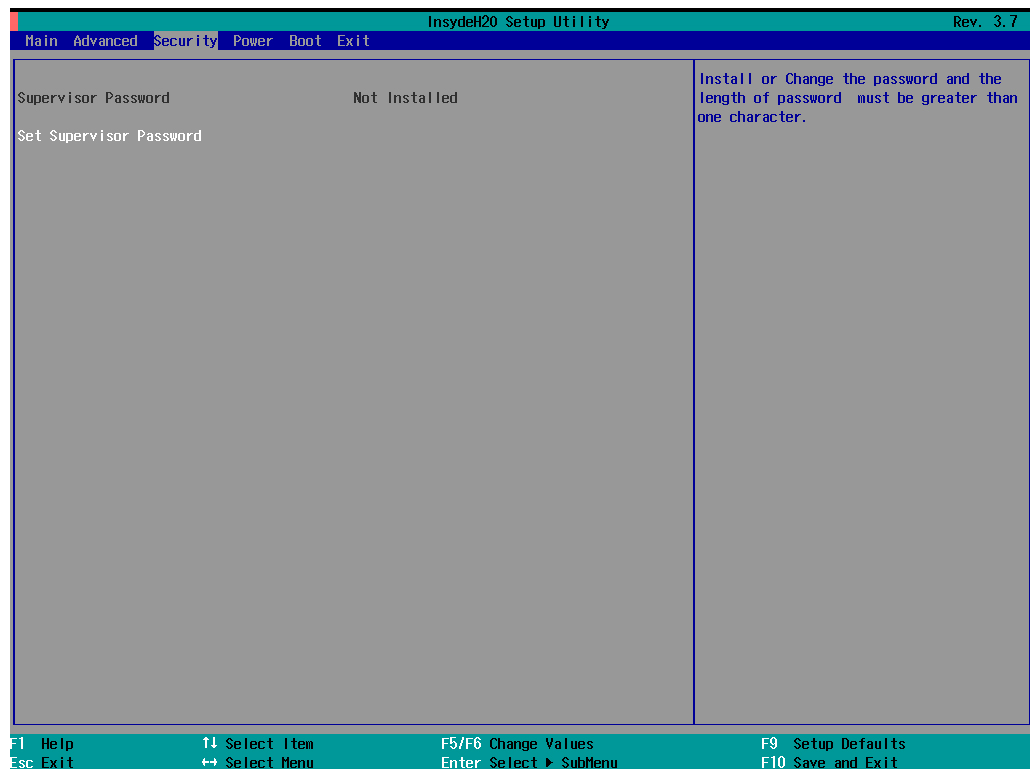 InsydeH20 Setup Utility Rev. 3.7
Main Advanced Security Power Boot Exit
Supervisor Password Not Installed
Set Supervisor Password
Install or Change the password and the
length of password must be greater than
one character.
F1 Help ↑↓ Select Item F5/F6 Change Values F9 Setup Defaults
Esc Exit ↔ Select Menu Enter Select ▶ SubMenu F10 Save and Exit